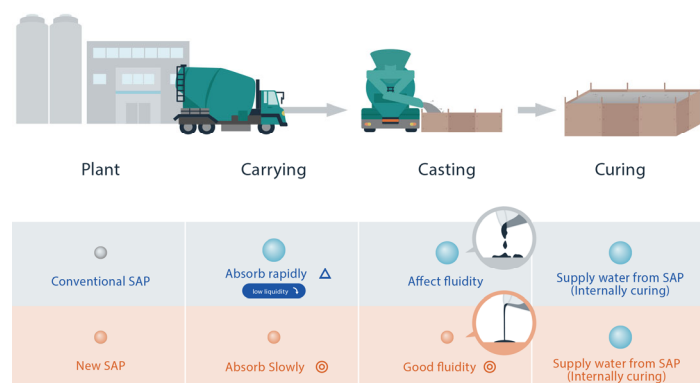 Plant
Carrying
Casting
Curing
Conventional SAP
Absorb rapidly △
low liquidity
Affect fluidity
Supply water from SAP
(Internally curing)
New SAP
Absorb Slowly ◎
Good fluidity ◎
Supply water from SAP
(Internally curing)